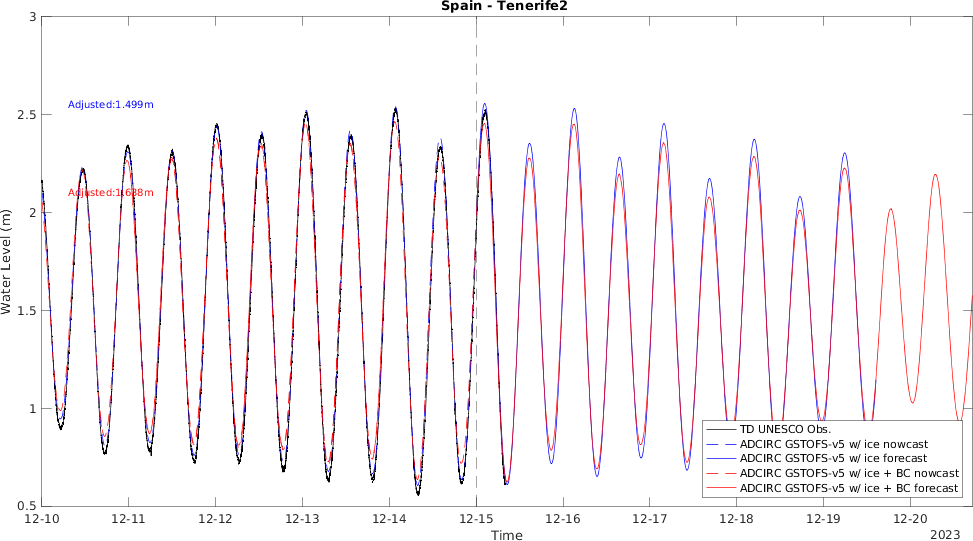 Spain - Tenerife2
3
2.5
2
1.5
1
0.5
Water Level (m)
Adjusted:1.499m
Adjusted:1.638m
TD UNESCO Obs.
ADCIRC GSTOFS-v5 w/ ice nowcast
ADCIRC GSTOFS-v5 w/ ice forecast
ADCIRC GSTOFS-v5 w/ ice + BC nowcast
ADCIRC GSTOFS-v5 w/ ice + BC forecast
12-10 12-11 12-12 12-13 12-14 12-15 12-16 12-17 12-18 12-19 12-20
Time
2023